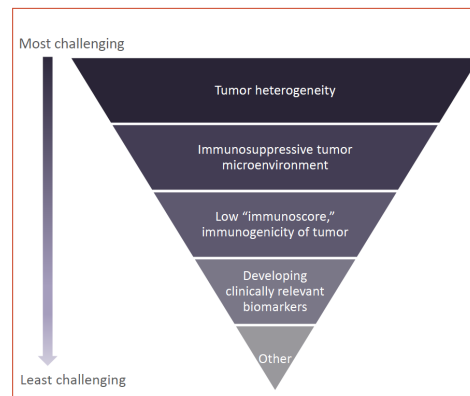 Most challenging
Tumor heterogeneity
Immunosuppressive tumor
microenvironment
Low “immunoscore,”
immunogenicity of tumor
Developing
clinically relevant
biomarkers
Other
Least challenging